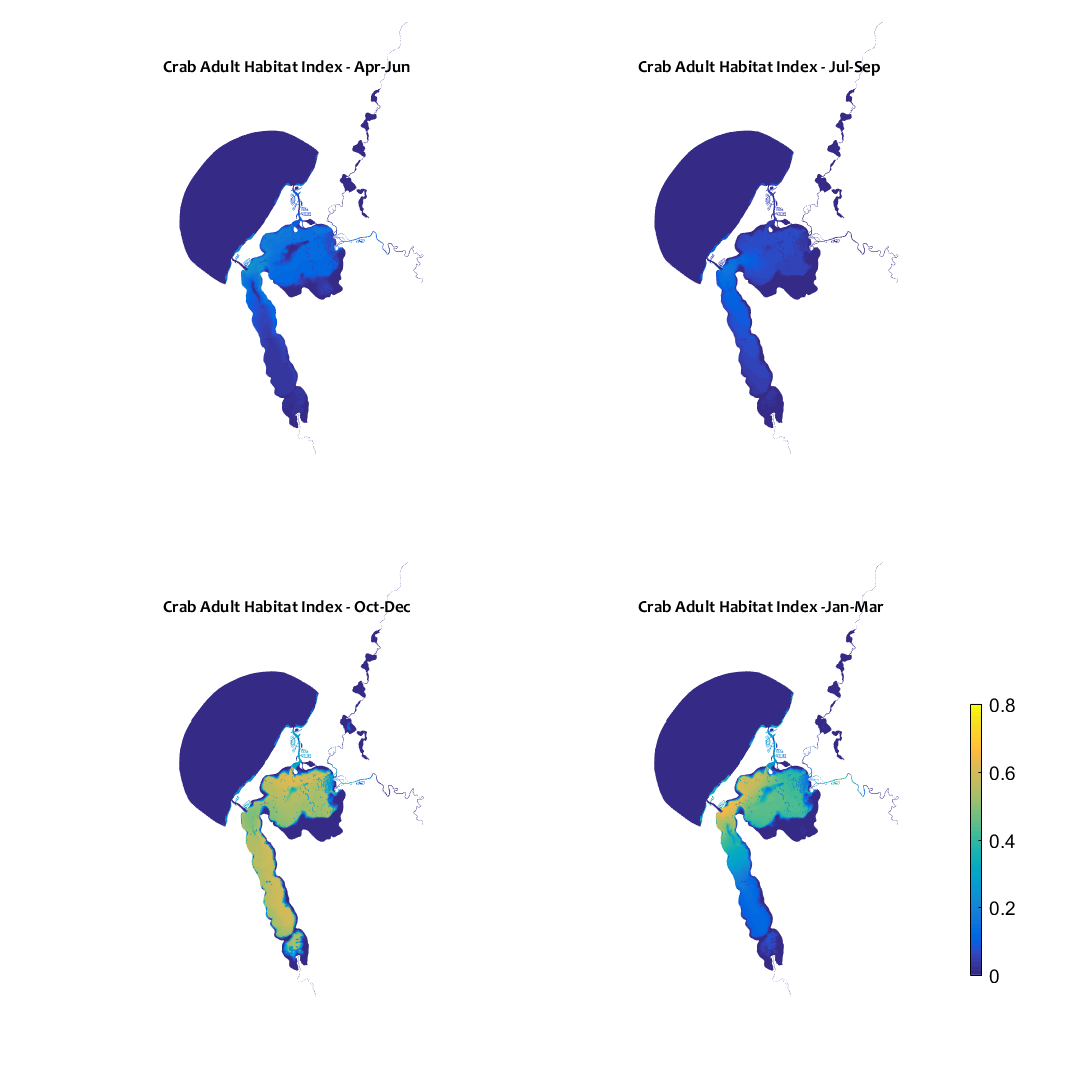 Crab Adult Habitat Index - Apr-Jun
Crab Adult Habitat Index - Jul-Sep
Crab Adult Habitat Index - Oct-Dec
Crab Adult Habitat Index -Jan-Mar
0.8
0.6
0.4
0.2
0